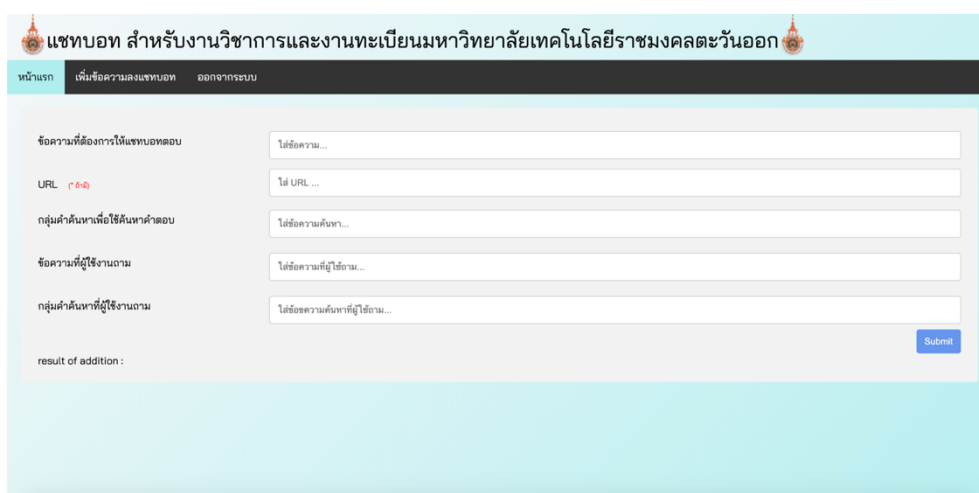 แชทบอท สำหรับงานวิชาการและงานทะเบียนมหาวิทยาลัยเทคโนโลยีราชมงคลตะวันออก
หน้าแรก เพิ่มข้อความลงแชทบอท ออกจากระบบ
ข้อความที่ต้องการให้แชทบอทตอบ ใส่ข้อความ...
URL (* ถ้ามี) ใส่ URL ...
กลุ่มคำค้นหาเพื่อใช้ค้นหาคำตอบ ใส่ข้อความค้นหา...
ข้อความที่ผู้ใช้งานถาม ใส่ข้อความที่ผู้ใช้ถาม...
กลุ่มคำค้นหาที่ผู้ใช้งานถาม ใส่ข้อขความค้นหาที่ผู้ใช้ถาม...
Submit
result of addition :